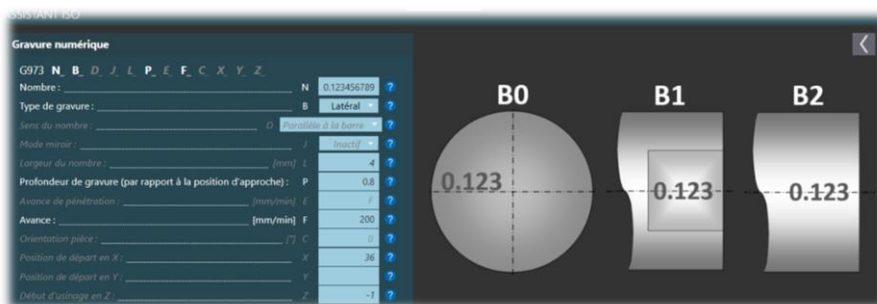 ASSISTANT ISO
Gravure numérique
G973 N_ B_ D_ J_ L_ P_ E_ F_ C_ X_ Y_ Z_
Nombre : N 0.123456789 ?
Type de gravure : B Latéral ?
Sens du nombre : D Parallèle à la barre ?
Mode miroir : J Inactif ?
Largeur du nombre : [mm] L 4 ?
Profondeur de gravure (par rapport à la position d'approche) : P 0.8 ?
Avance de pénétration : [mm/min] E F ?
Avance : [mm/min] F 200 ?
Orientation pièce : [°] C 0 ?
Position de départ en X : X 36 ?
Position de départ en Y : Y ?
Début d'usinage en Z : Z -1 ?
B0 B1 B2
0.123 0.123 0.123